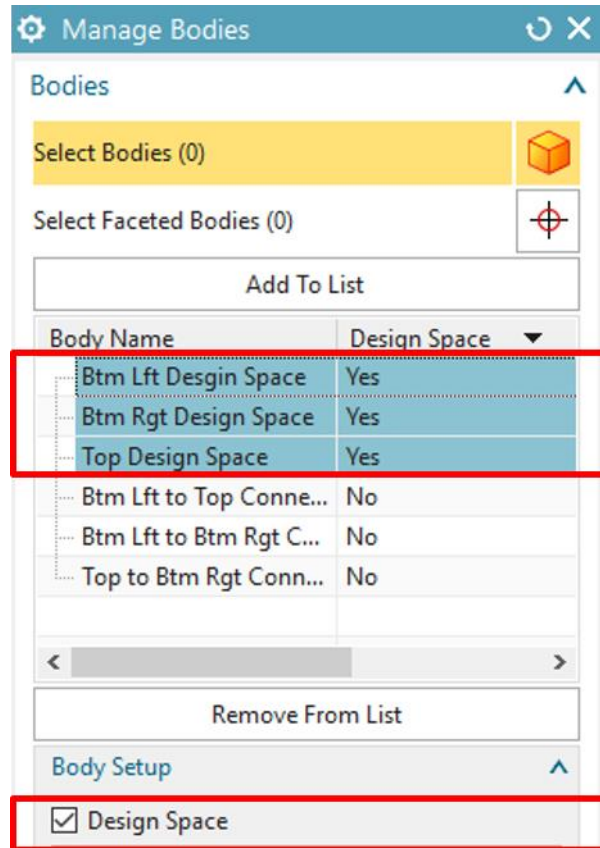 Manage Bodies
Bodies
Select Bodies (0)
Select Faceted Bodies (0)
Add To List
Body Name Design Space
Btm Lft Desgin Space Yes
Btm Rgt Design Space Yes
Top Design Space Yes
Btm Lft to Top Conne... No
Btm Lft to Btm Rgt C... No
Top to Btm Rgt Conn... No
Remove From List
Body Setup
Design Space